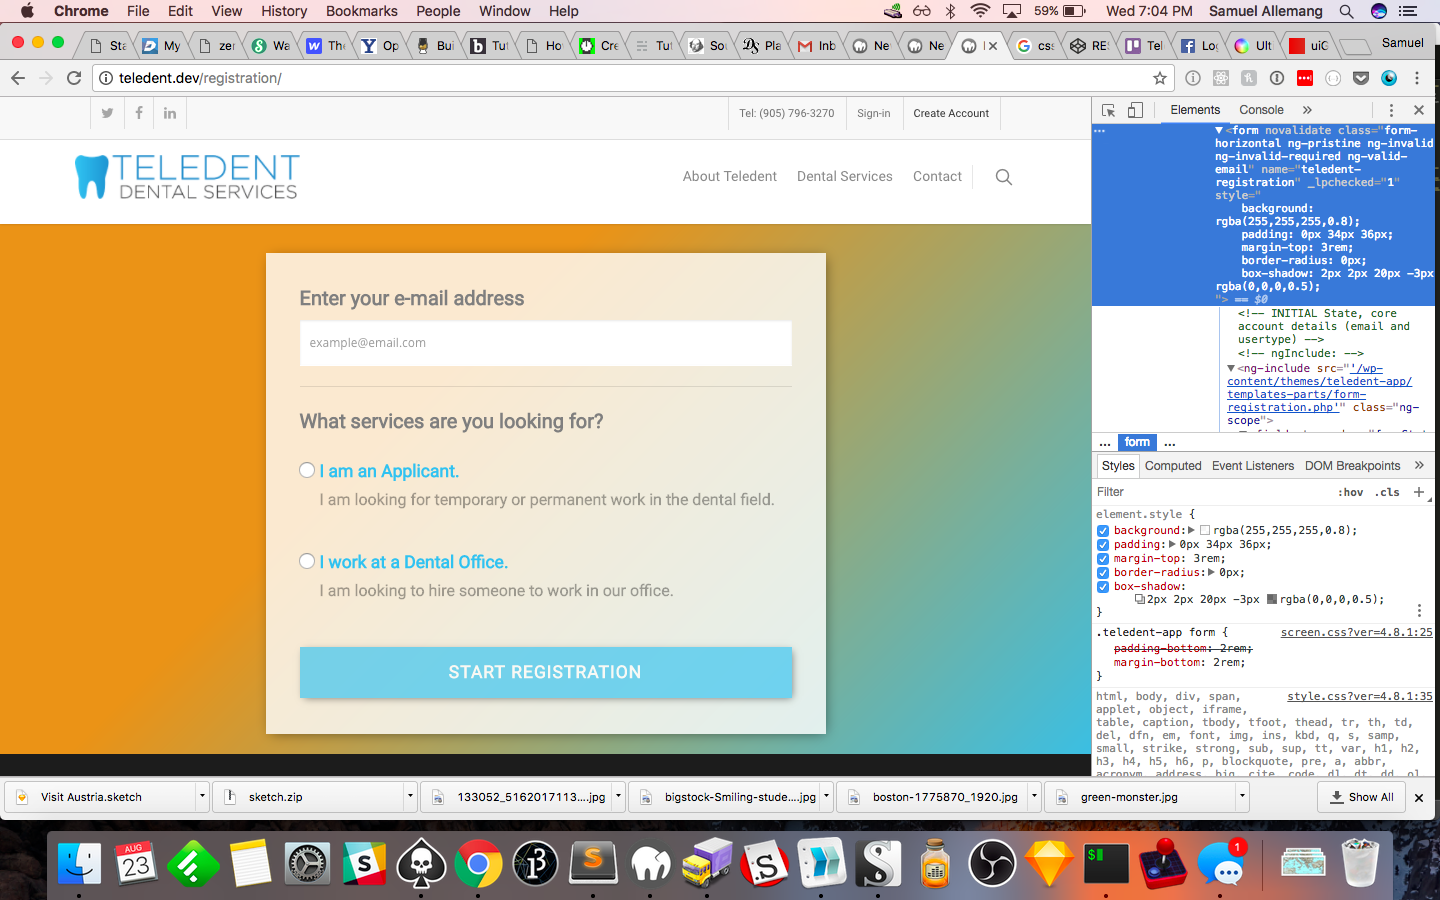 Chrome File Edit View History Bookmarks People Window Help 59% Wed 7:04 PM Samuel Allemang
Sta My zer Wa The Op Bui Tut Hov Cre Tut Sou Pla Inb Ne Ne css RES Tel Log Ult uiG Samuel
teledent.dev/registration/
Tel: (905) 796-3270 Sign-in Create Account
TELEDENT
DENTAL SERVICES
About Teledent Dental Services Contact
Enter your e-mail address
example@email.com
What services are you looking for?
I am an Applicant.
I am looking for temporary or permanent work in the dental field.
I work at a Dental Office.
I am looking to hire someone to work in our office.
START REGISTRATION
Elements Console »
<form novalidate class="form-
horizontal ng-pristine ng-invalid
ng-invalid-required ng-valid-
email" name="teledent-
registration" _lpchecked="1"
style="
background:
rgba(255,255,255,0.8);
padding: 0px 34px 36px;
margin-top: 3rem;
border-radius: 0px;
box-shadow: 2px 2px 20px -3px
rgba(0,0,0,0.5);
"> == $0
<!-- INITIAL State, core
account details (email and
usertype) -->
<!-- ngInclude: -->
<ng-include src="'/wp-
content/themes/teledent-app/
templates-parts/form-
registration.php'" class="ng-
scope">
... form ...
Styles Computed Event Listeners DOM Breakpoints »
Filter :hov .cls +
element.style {
background: rgba(255,255,255,0.8);
padding: 0px 34px 36px;
margin-top: 3rem;
border-radius: 0px;
box-shadow:
2px 2px 20px -3px rgba(0,0,0,0.5);
}
.teledent-app form { screen.css?ver=4.8.1:25
padding-bottom: 2rem;
margin-bottom: 2rem;
}
html, body, div, span, style.css?ver=4.8.1:35
applet, object, iframe,
table, caption, tbody, tfoot, thead, tr, th, td,
del, dfn, em, font, img, ins, kbd, q, s, samp,
small, strike, strong, sub, sup, tt, var, h1, h2,
h3, h4, h5, h6, p, blockquote, pre, a, abbr,
acronym, address, big, cite, code, dl, dt, dd, ol
Visit Austria.sketch sketch.zip 133052_5162017113....jpg bigstock-Smiling-stude....jpg boston-1775870_1920.jpg green-monster.jpg Show All
AUG
23
1